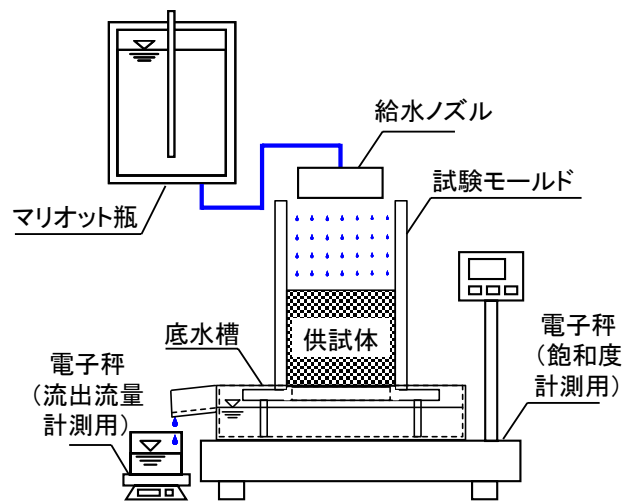 給水ノズル
試験モールド
マリオット瓶
供試体
底水槽
電子秤
(飽和度
計測用)
電子秤
(流出流量
計測用)